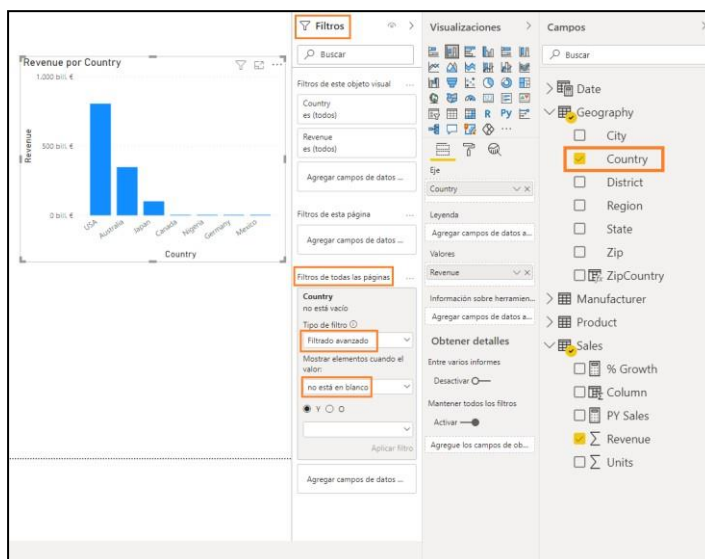 Revenue por Country
1.000 bill. €
500 bill. €
0 bill. €
Revenue
USA
Australia
Japan
Canada
Nigeria
Germany
Mexico
Country
Filtros
Buscar
Filtros de este objeto visual ...
Country
es (todos)
Revenue
es (todos)
Agregar campos de datos ...
Filtros de esta página ...
Agregar campos de datos ...
Filtros de todas las páginas ...
Country
no está vacío
Tipo de filtro
Filtrado avanzado
Mostrar elementos cuando el
valor:
no está en blanco
Y O
Aplicar filtro
Agregar campos de datos ...
Visualizaciones
R Py
Eje
Country
Leyenda
Agregar campos de datos a...
Valores
Revenue
Información sobre herramien...
Agregar campos de datos a...
Obtener detalles
Entre varios informes
Desactivar
Mantener todos los filtros
Activar
Agregue los campos de ob...
Campos
Buscar
Date
Geography
City
Country
District
Region
State
Zip
ZipCountry
Manufacturer
Product
Sales
% Growth
Column
PY Sales
Revenue
Units